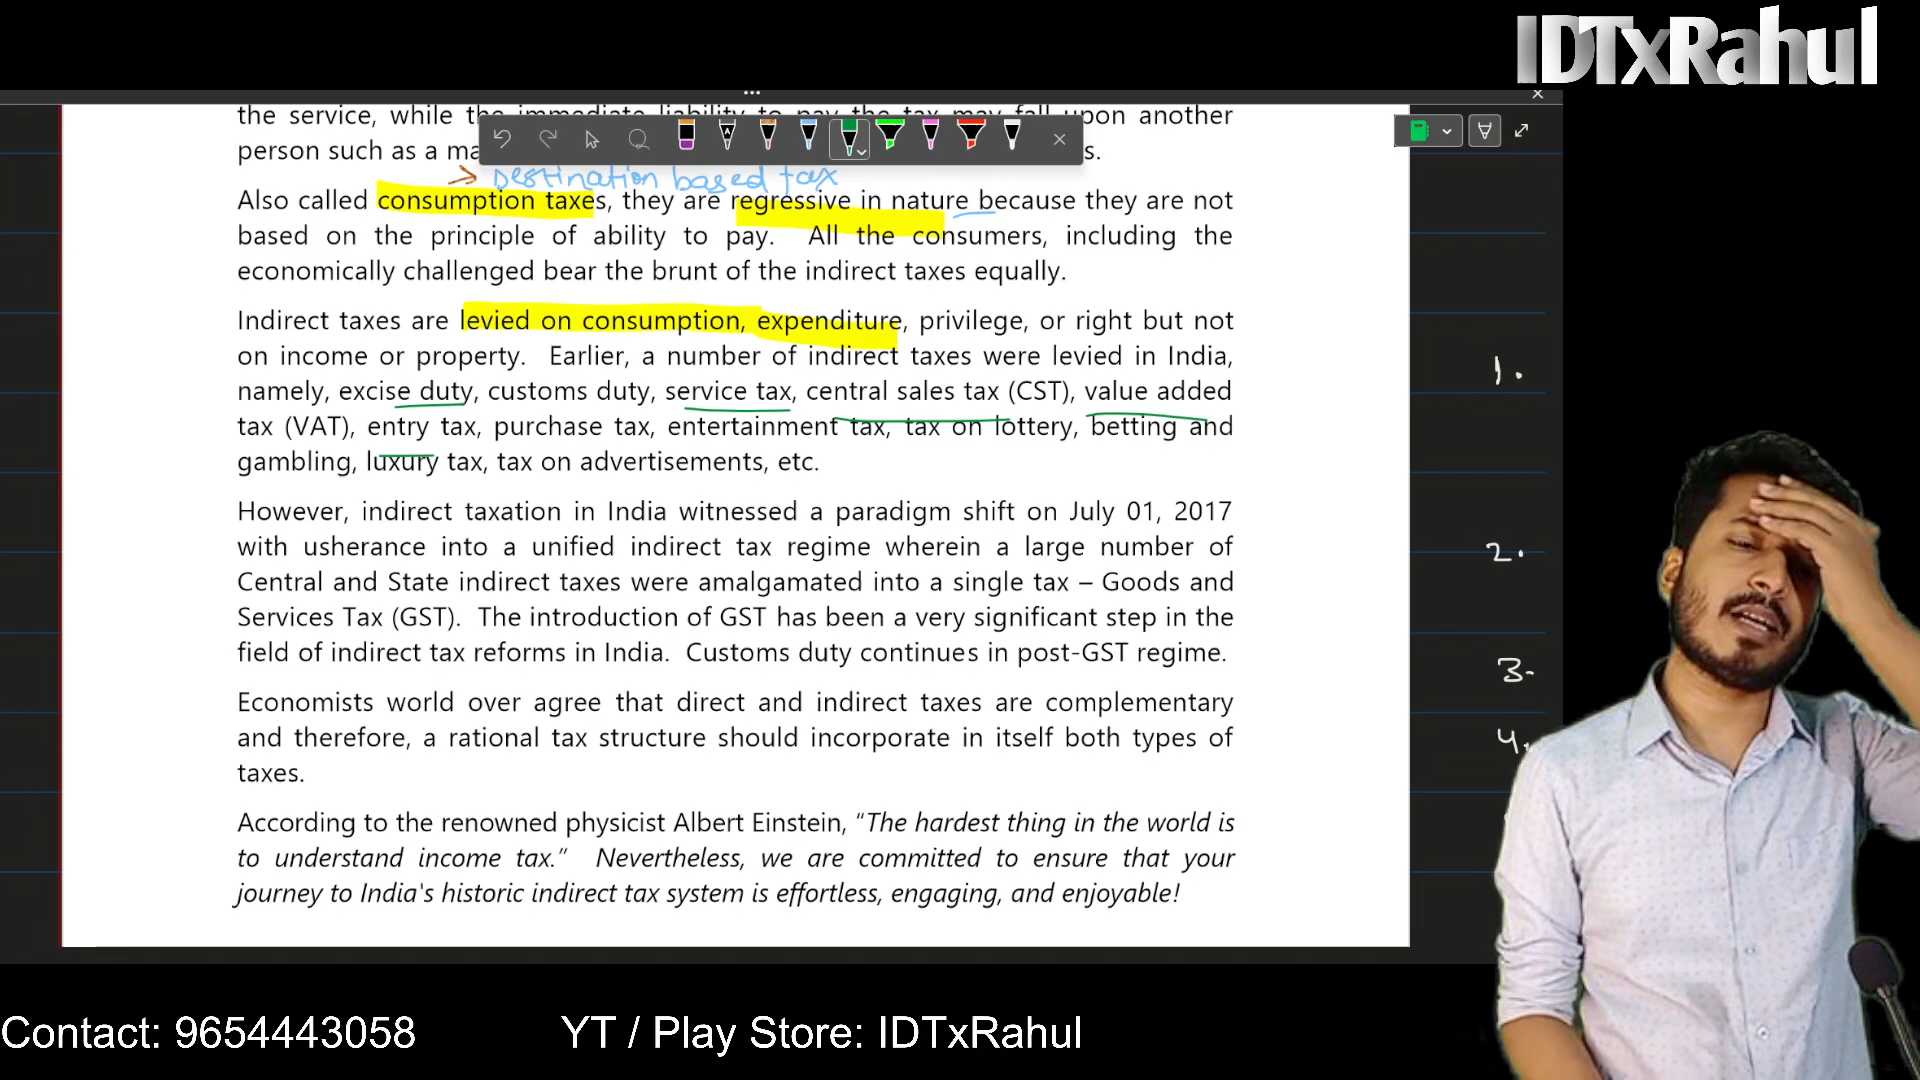 IDTxRahul
the service, while the immediate liability to pay the tax may fall upon another
person such as a ma s.
→ Destination based tax
Also called consumption taxes, they are regressive in nature because they are not
based on the principle of ability to pay. All the consumers, including the
economically challenged bear the brunt of the indirect taxes equally.
Indirect taxes are levied on consumption, expenditure, privilege, or right but not
on income or property. Earlier, a number of indirect taxes were levied in India,
namely, excise duty, customs duty, service tax, central sales tax (CST), value added
tax (VAT), entry tax, purchase tax, entertainment tax, tax on lottery, betting and
gambling, luxury tax, tax on advertisements, etc.
However, indirect taxation in India witnessed a paradigm shift on July 01, 2017
with usherance into a unified indirect tax regime wherein a large number of
Central and State indirect taxes were amalgamated into a single tax – Goods and
Services Tax (GST). The introduction of GST has been a very significant step in the
field of indirect tax reforms in India. Customs duty continues in post-GST regime.
Economists world over agree that direct and indirect taxes are complementary
and therefore, a rational tax structure should incorporate in itself both types of
taxes.
According to the renowned physicist Albert Einstein, “The hardest thing in the world is
to understand income tax.” Nevertheless, we are committed to ensure that your
journey to India's historic indirect tax system is effortless, engaging, and enjoyable!
1.
2.
3.
4.
Contact: 9654443058
YT / Play Store: IDTxRahul